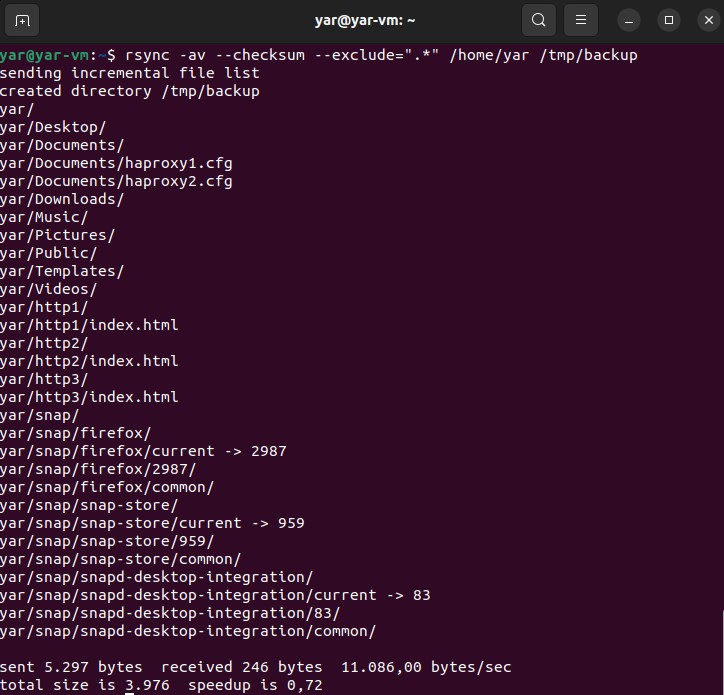 yar@yar-vm: ~
yar@yar-vm:~$ rsync -av --checksum --exclude=".*" /home/yar /tmp/backup
sending incremental file list
created directory /tmp/backup
yar/
yar/Desktop/
yar/Documents/
yar/Documents/haproxy1.cfg
yar/Documents/haproxy2.cfg
yar/Downloads/
yar/Music/
yar/Pictures/
yar/Public/
yar/Templates/
yar/Videos/
yar/http1/
yar/http1/index.html
yar/http2/
yar/http2/index.html
yar/http3/
yar/http3/index.html
yar/snap/
yar/snap/firefox/
yar/snap/firefox/current -> 2987
yar/snap/firefox/2987/
yar/snap/firefox/common/
yar/snap/snap-store/
yar/snap/snap-store/current -> 959
yar/snap/snap-store/959/
yar/snap/snap-store/common/
yar/snap/snapd-desktop-integration/
yar/snap/snapd-desktop-integration/current -> 83
yar/snap/snapd-desktop-integration/83/
yar/snap/snapd-desktop-integration/common/
sent 5.297 bytes  received 246 bytes  11.086,00 bytes/sec
total size is 3.976  speedup is 0,72